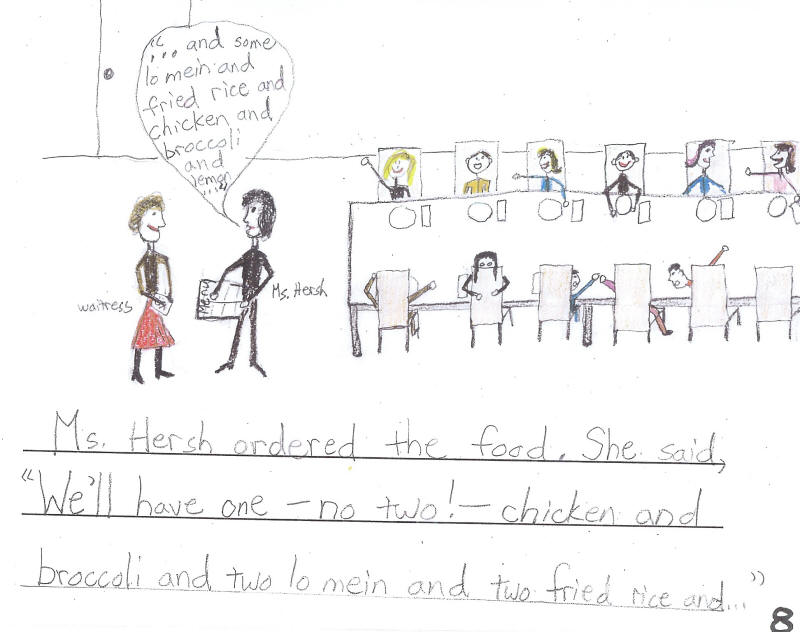 "...and some
lo mein and
fried rice and
chicken and
broccoli
and
lemon
..."
waitress
Menu
Ms. Hersh
Ms. Hersh ordered the food. She said,
"We'll have one – no two! – chicken and
broccoli and two lo mein and two fried rice and..."
8